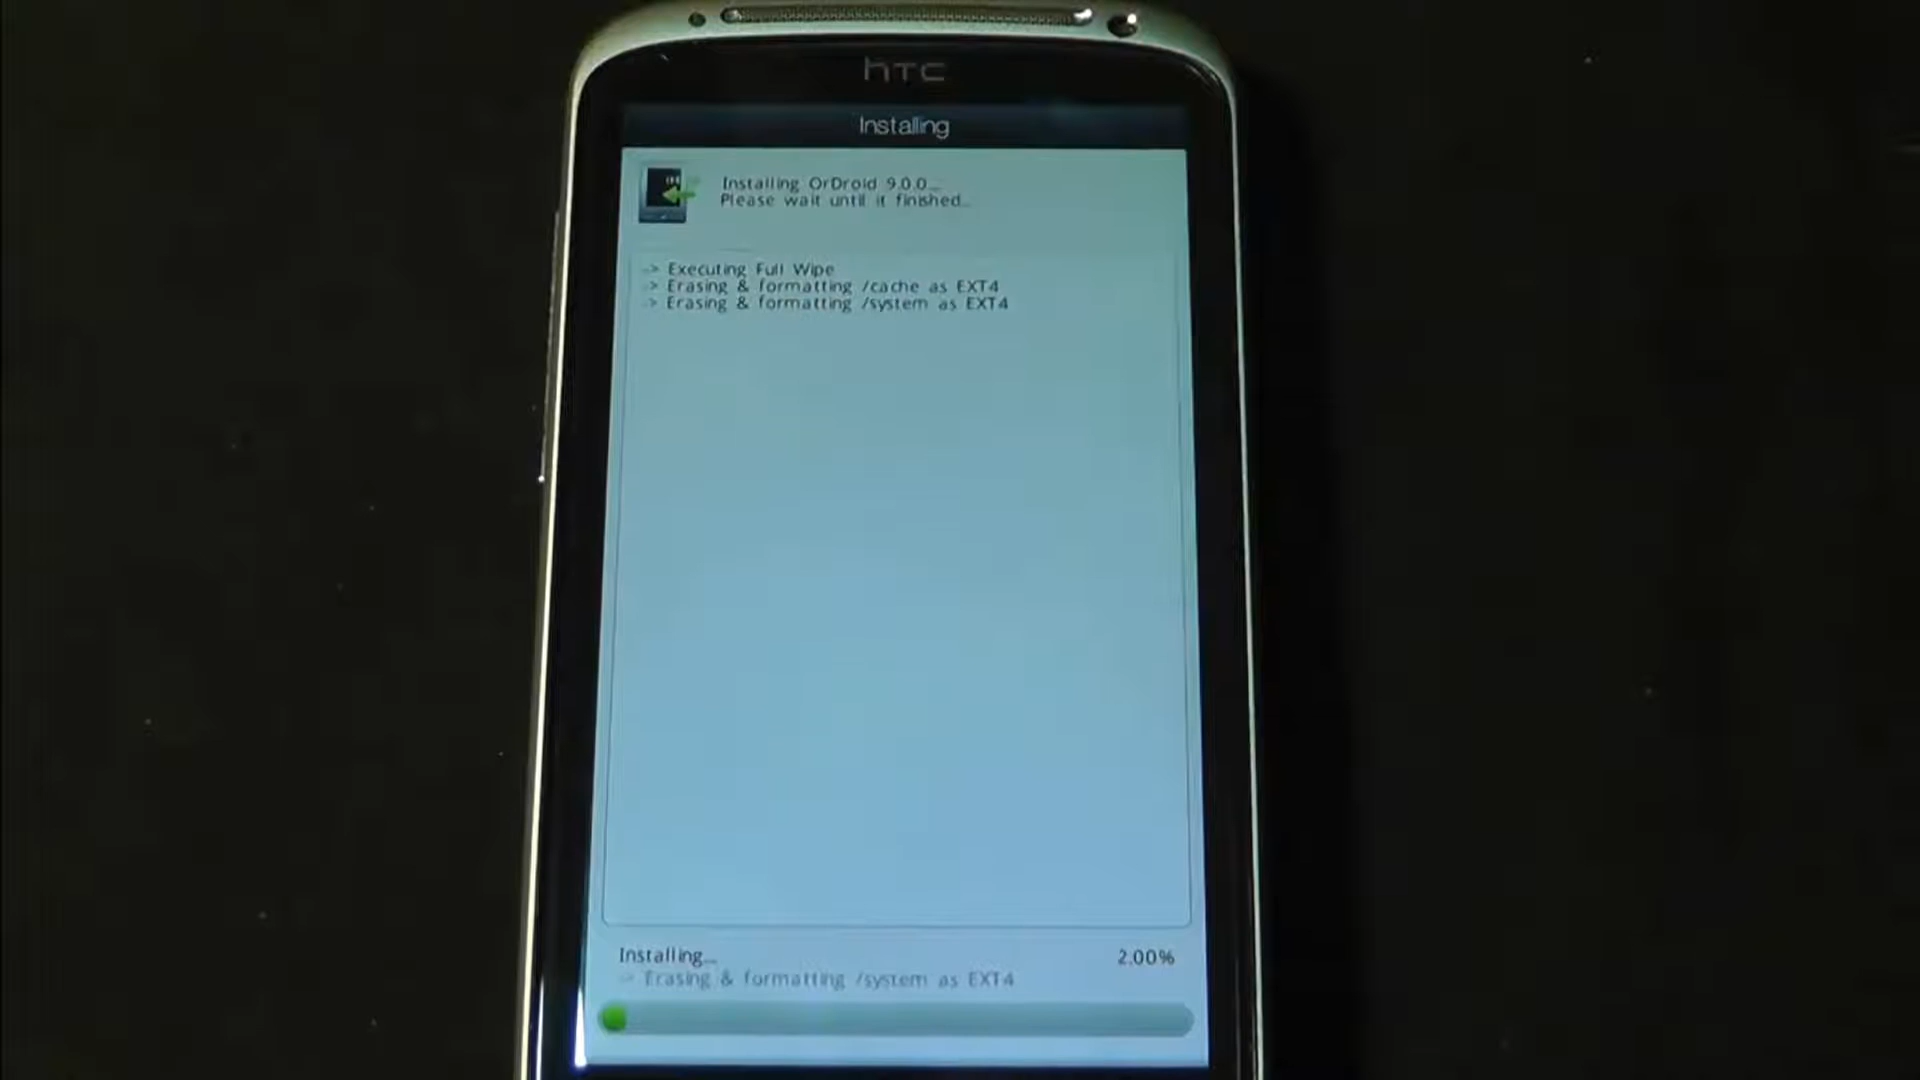 hTC
Installing
Installing OrDroid 9.0.0...
Please wait until it finished...
-> Executing Full Wipe
-> Erasing & formatting /cache as EXT4
-> Erasing & formatting /system as EXT4
Installing...
2.00%
-> Erasing & formatting /system as EXT4